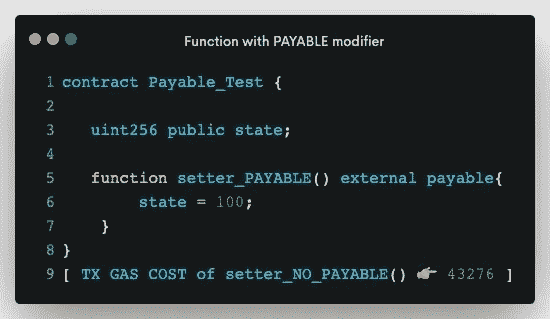 Function with PAYABLE modifier
1 contract Payable_Test {
2
3 uint256 public state;
4
5 function setter_PAYABLE() external payable{
6 state = 100;
7 }
8 }
9 [ TX GAS COST of setter_NO_PAYABLE() 👉 43276 ]